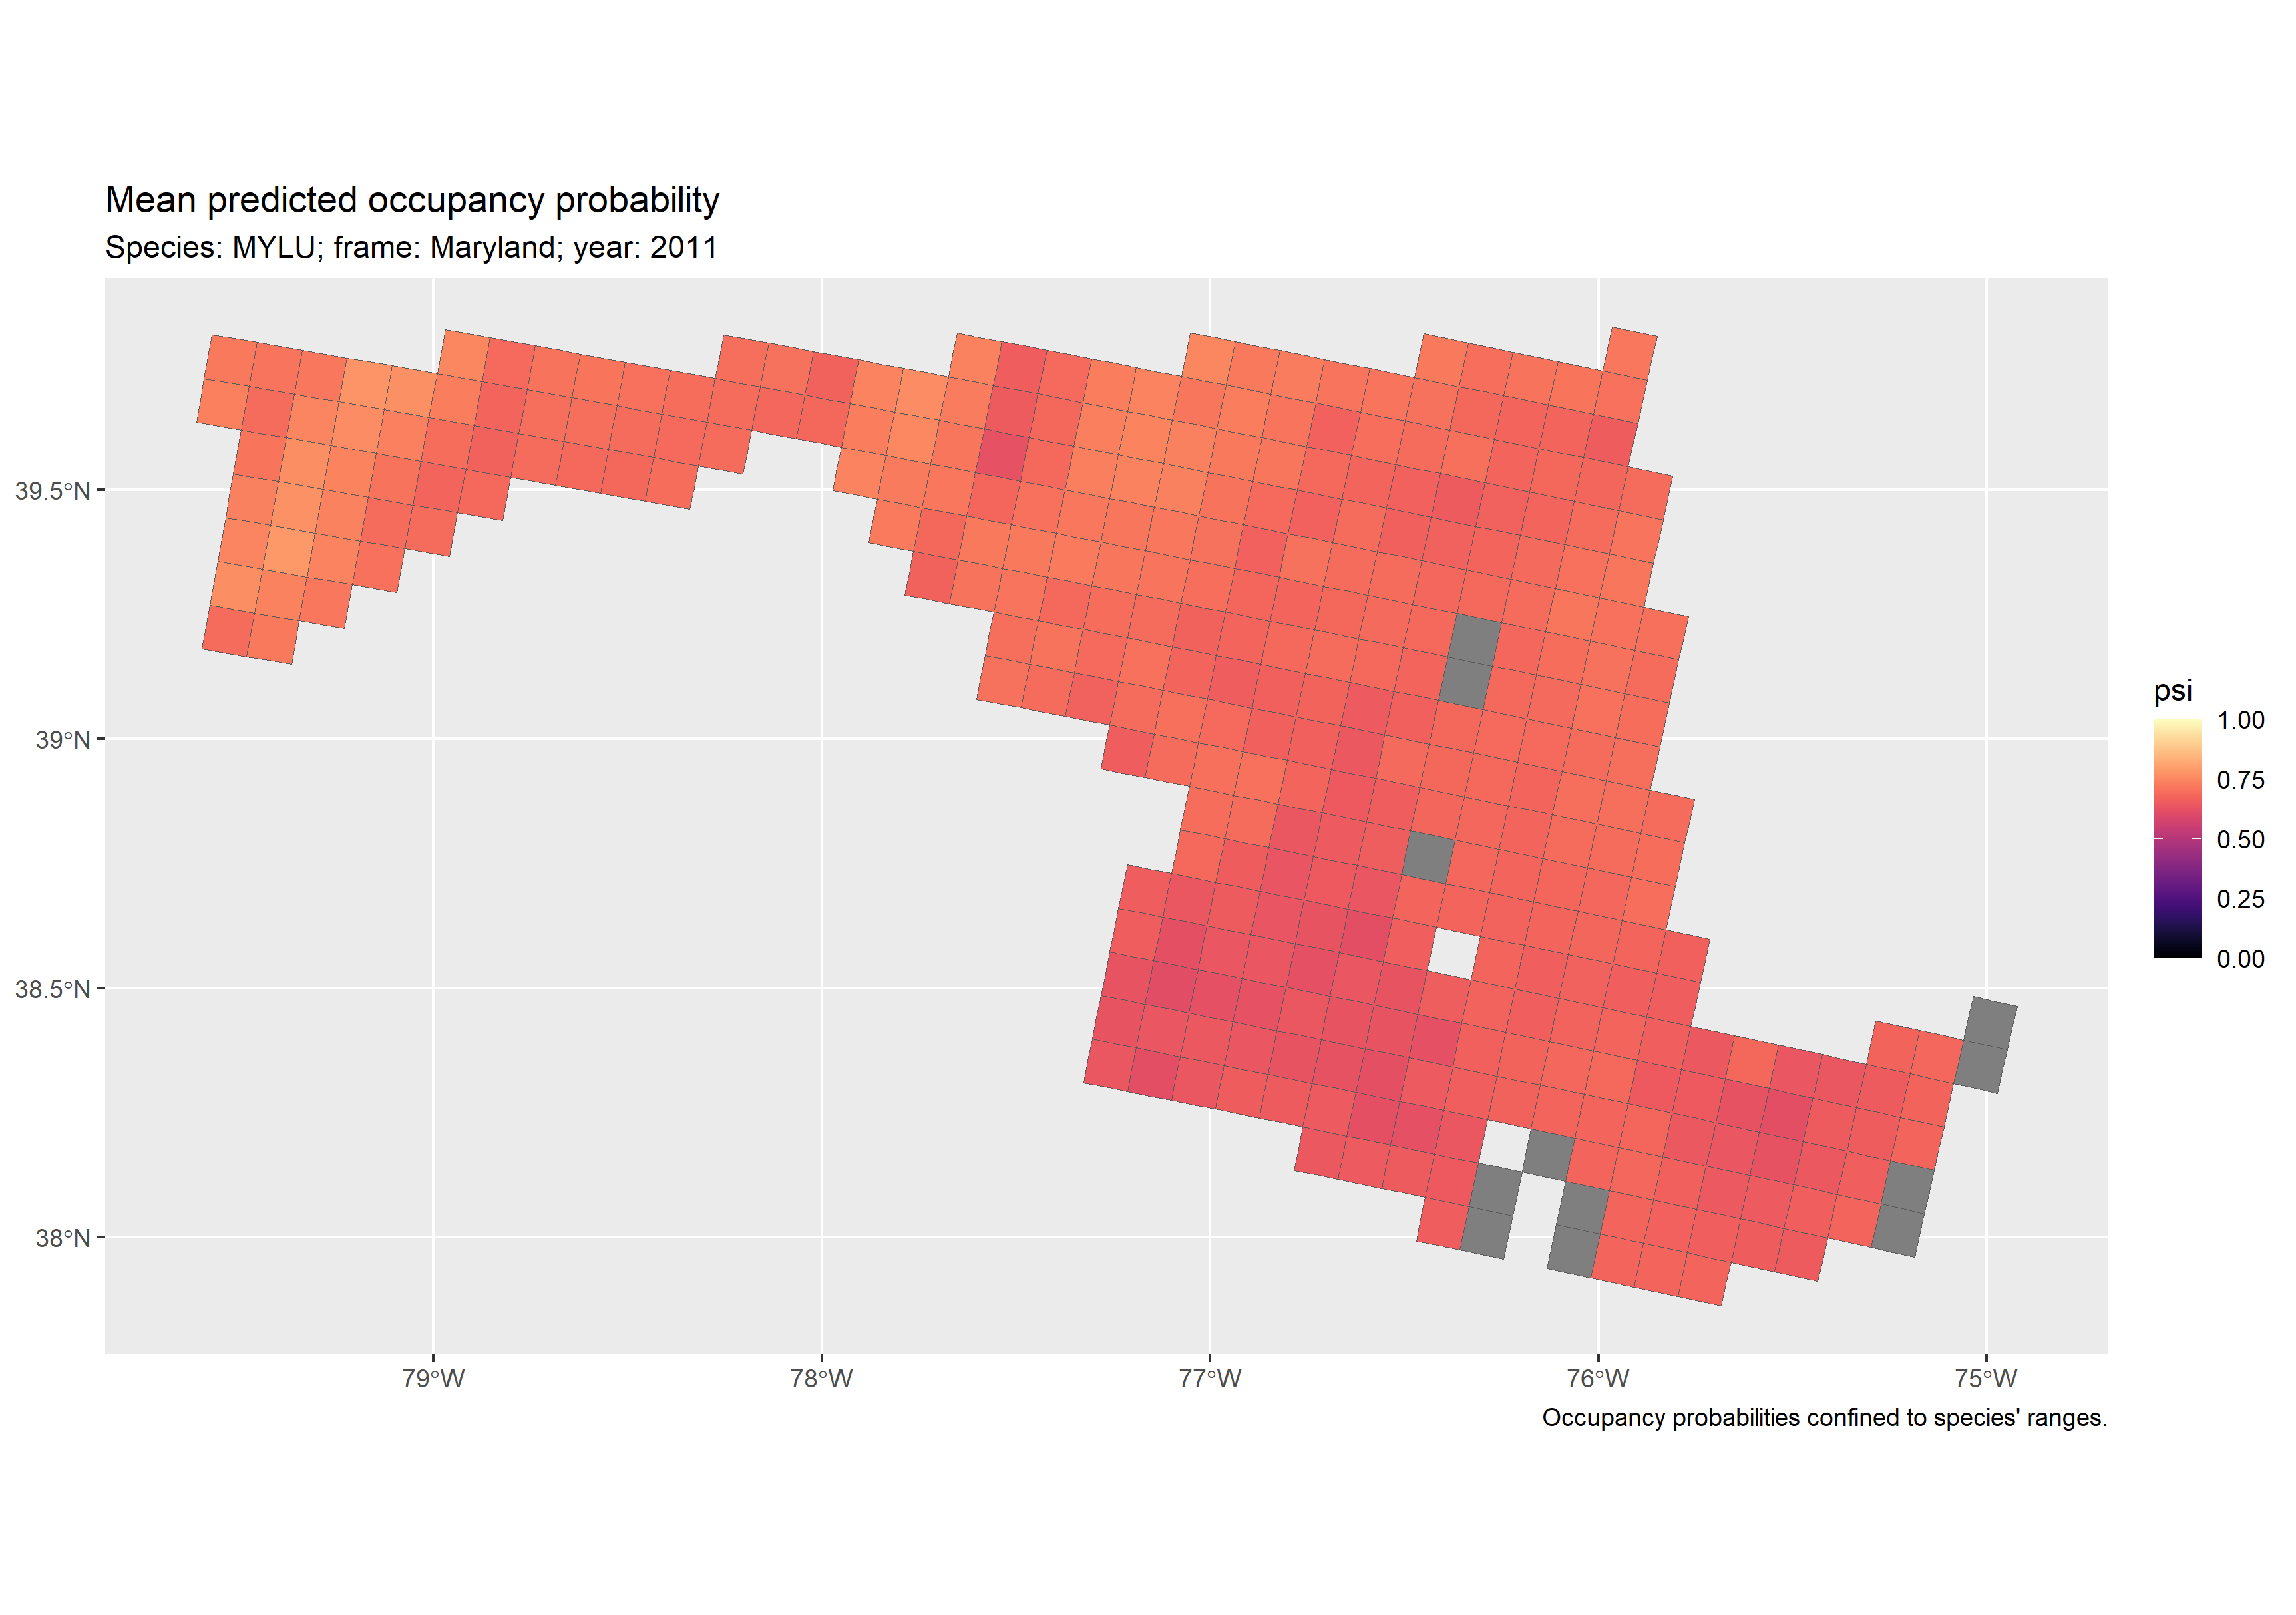 Mean predicted occupancy probability
Species: MYLU; frame: Maryland; year: 2011
39.5°N
39°N
38.5°N
38°N
79°W
78°W
77°W
76°W
75°W
psi
1.00
0.75
0.50
0.25
0.00
Occupancy probabilities confined to species' ranges.